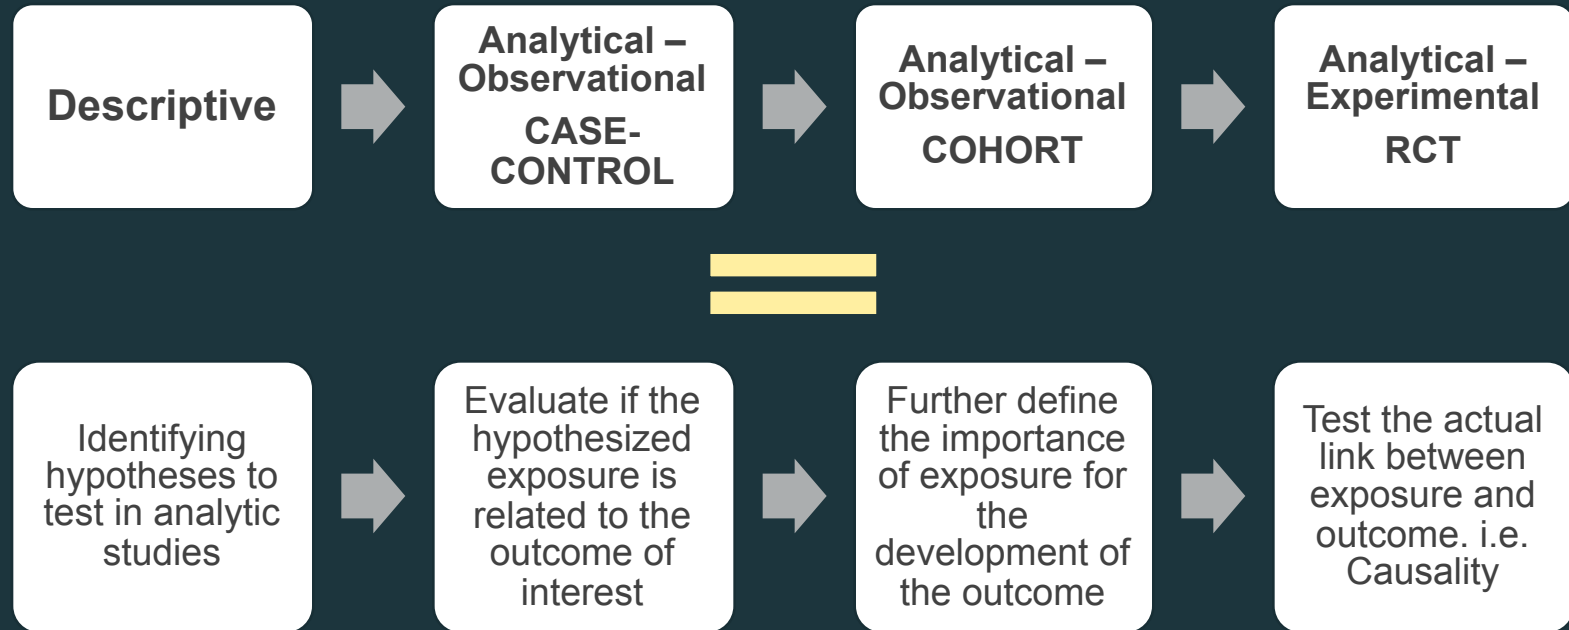 Descriptive
Analytical –
Observational
CASE-
CONTROL
Analytical –
Observational
COHORT
Analytical –
Experimental
RCT
Identifying
hypotheses to
test in analytic
studies
Evaluate if the
hypothesized
exposure is
related to the
outcome of
interest
Further define
the importance
of exposure for
the
development of
the outcome
Test the actual
link between
exposure and
outcome. i.e.
Causality